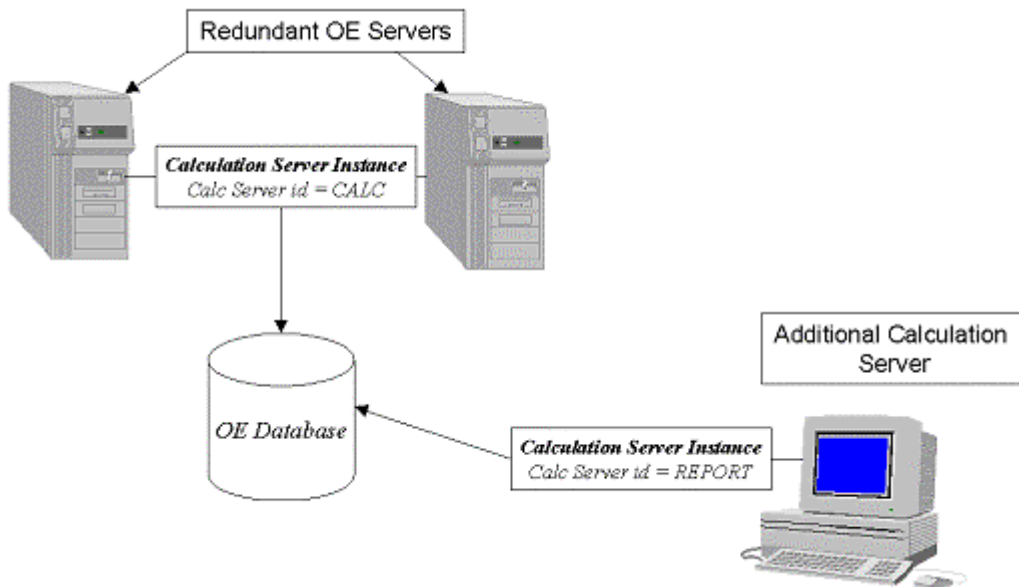 Redundant OE Servers
Calculation Server Instance
Calc Server id = CALC
Additional Calculation
Server
OE Database
Calculation Server Instance
Calc Server id = REPORT